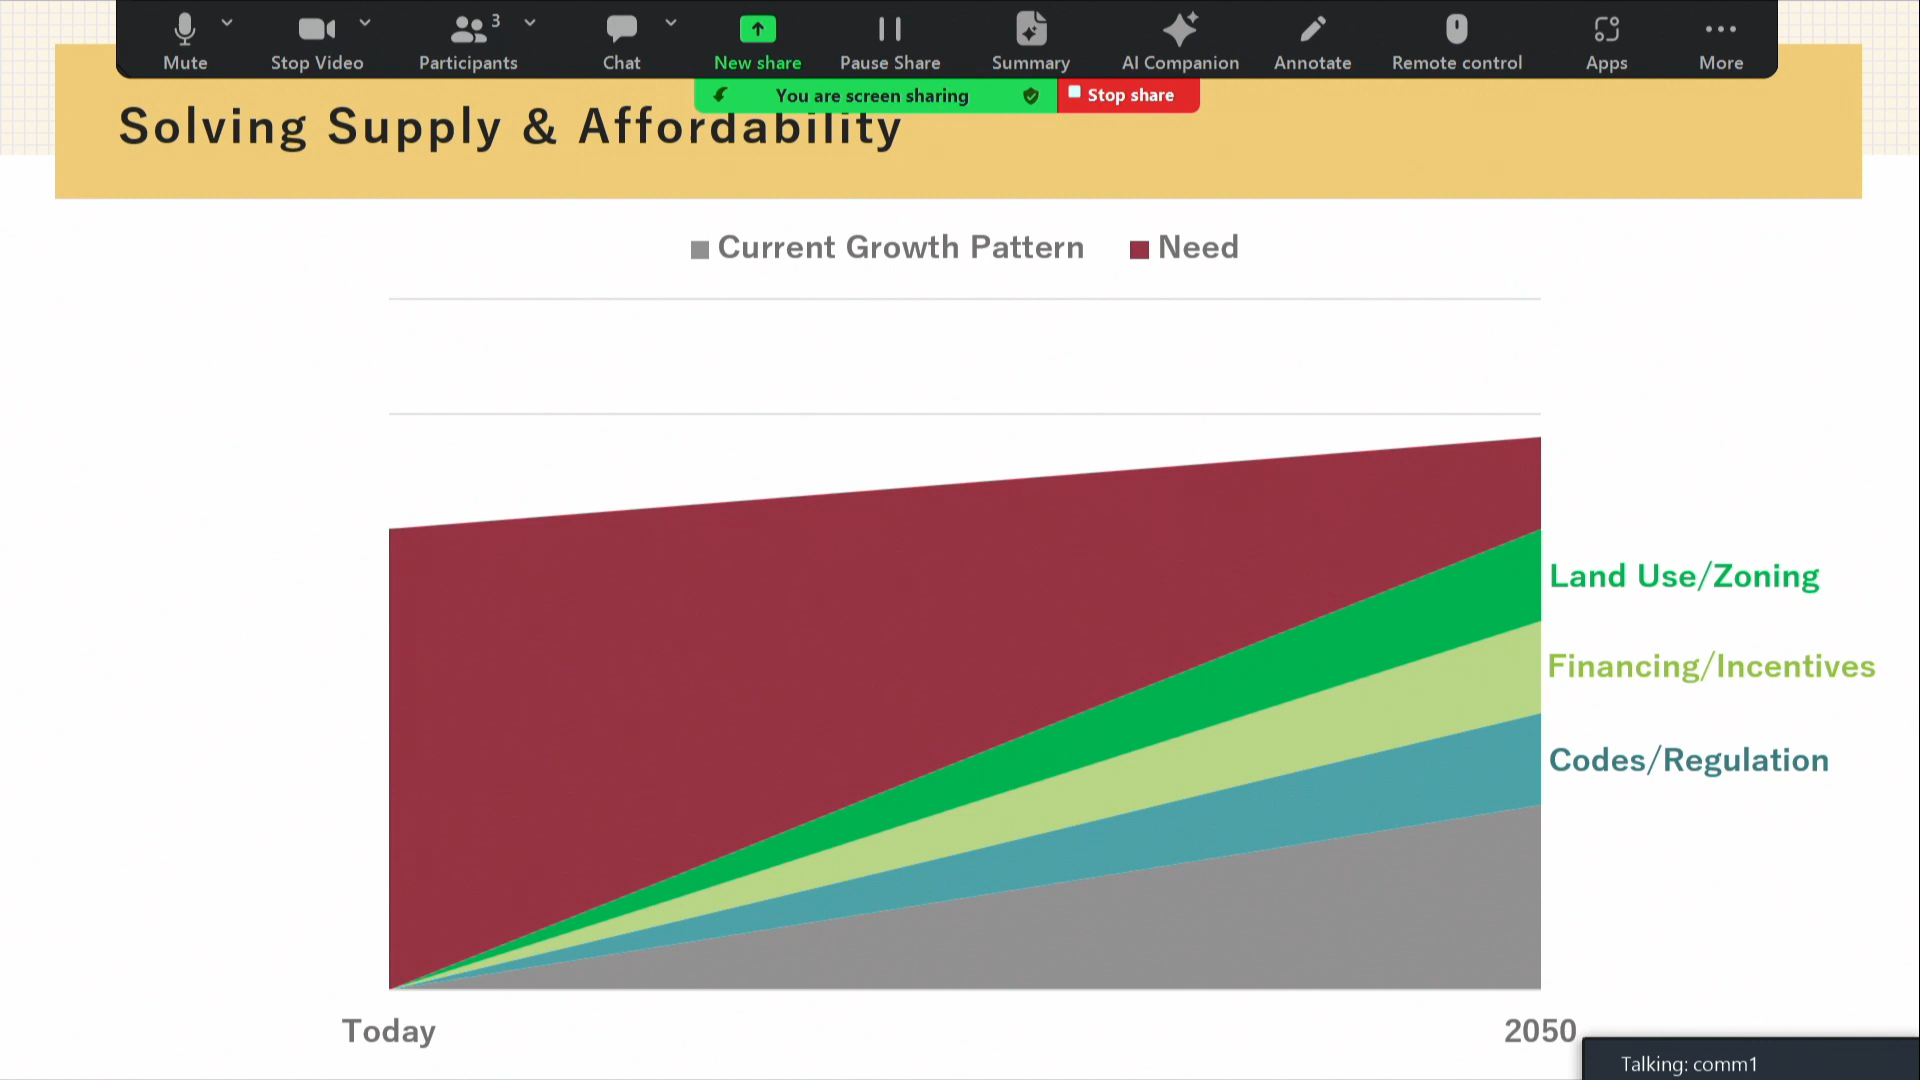 Mute
Stop Video
3
Participants
Chat
New share
Pause Share
Summary
AI Companion
Annotate
Remote control
Apps
More
You are screen sharing
Stop share
Solving Supply & Affordability
Current Growth Pattern
Need
Land Use/Zoning
Financing/Incentives
Codes/Regulation
Today
2050
Talking: comm1